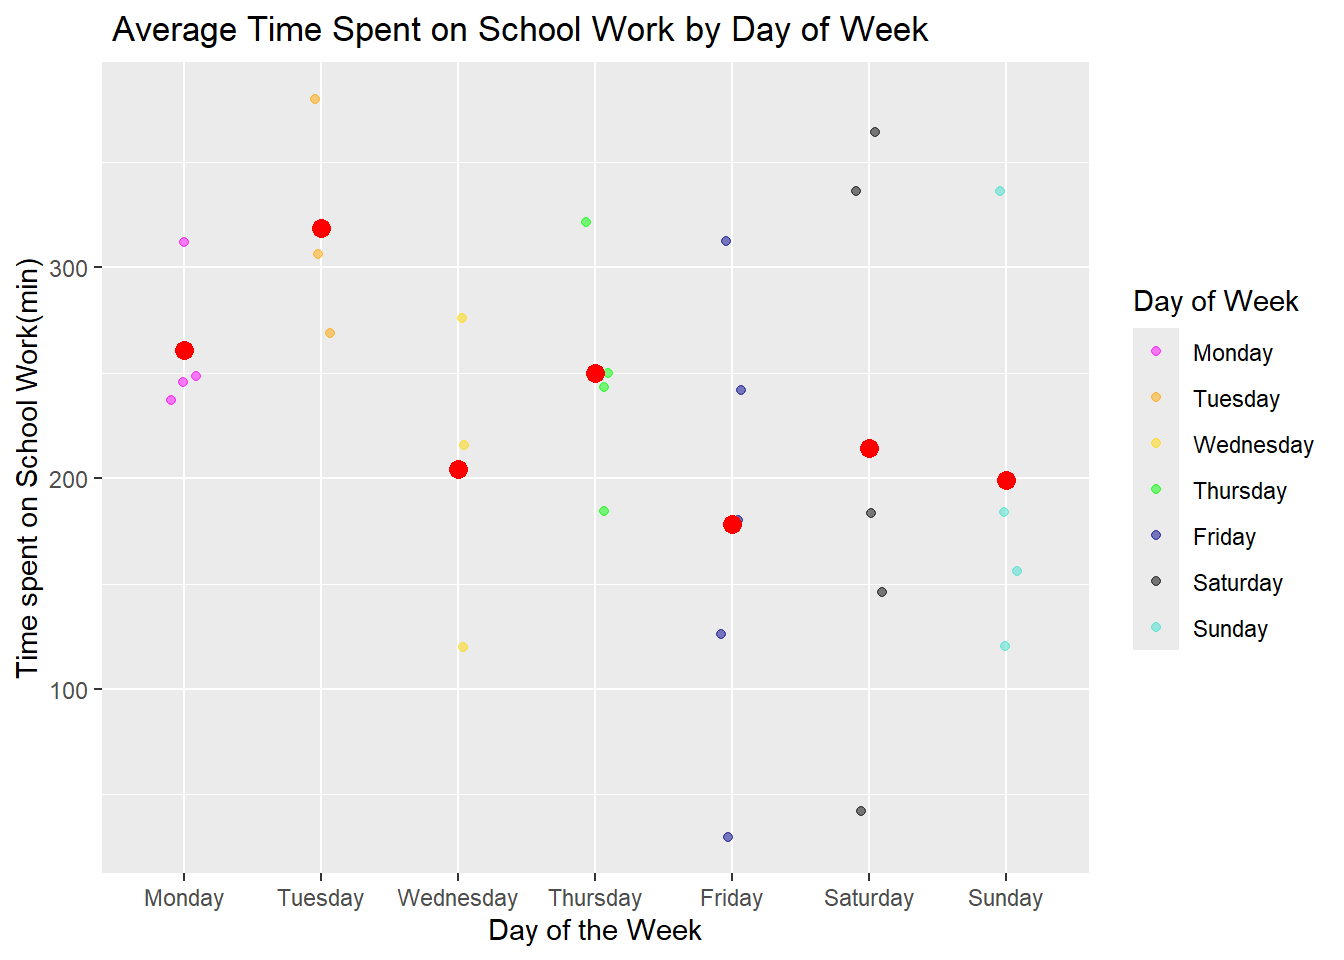 Average Time Spent on School Work by Day of Week
Time spent on School Work(min)
300
200
100
Monday Tuesday Wednesday Thursday Friday Saturday Sunday
Day of the Week
Day of Week
Monday
Tuesday
Wednesday
Thursday
Friday
Saturday
Sunday